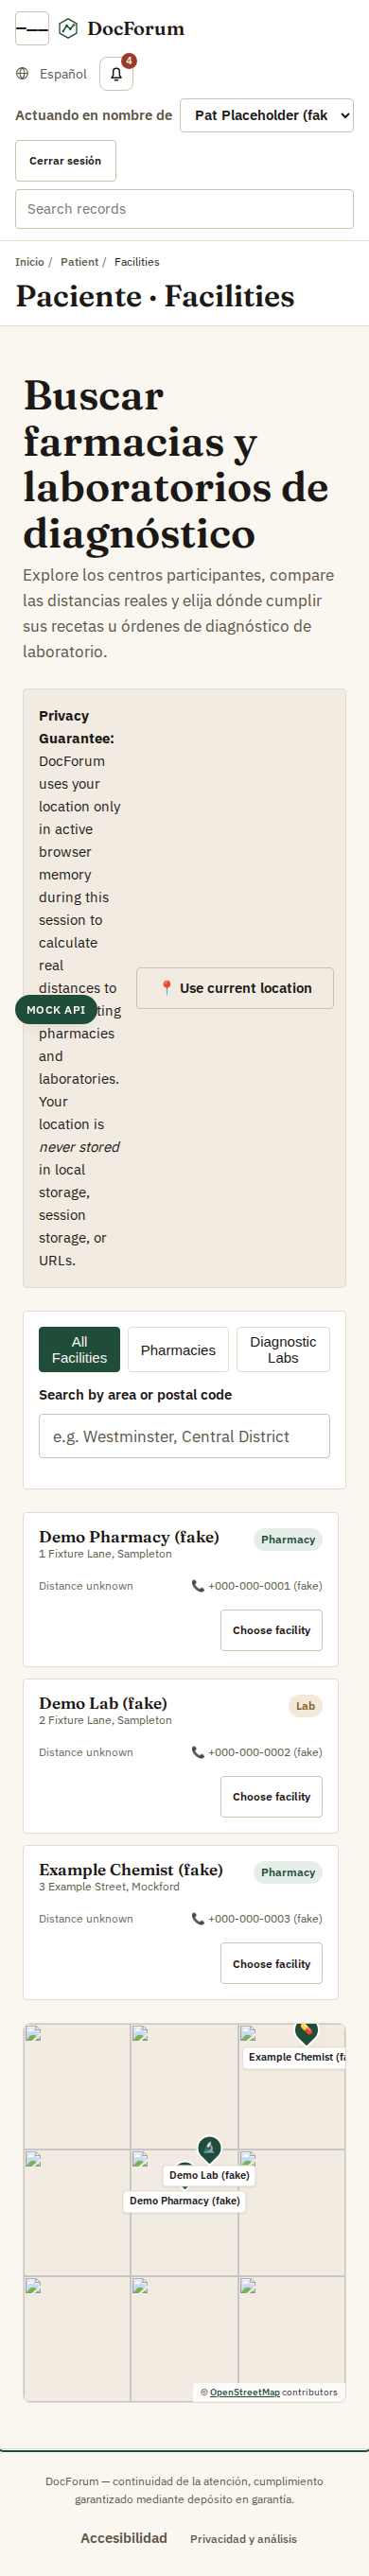 DocForum
Español
4
Actuando en nombre de
Pat Placeholder (fak
Cerrar sesión
Search records
Inicio / Patient / Facilities
Paciente · Facilities
Buscar
farmacias y
laboratorios de
diagnóstico
Explore los centros participantes, compare
las distancias reales y elija dónde cumplir
sus recetas u órdenes de diagnóstico de
laboratorio.
Privacy
Guarantee:
DocForum
uses your
location only
in active
browser
memory
during this
session to
calculate
real
distances to
MOCK API
pharmacies
and
laboratories.
Your
location is
never stored
in local
storage,
session
storage, or
URLs.
📍 Use current location
All
Facilities
Pharmacies
Diagnostic
Labs
Search by area or postal code
e.g. Westminster, Central District
Demo Pharmacy (fake)
Pharmacy
1 Fixture Lane, Sampleton
Distance unknown
📞 +000-000-0001 (fake)
Choose facility
Demo Lab (fake)
Lab
2 Fixture Lane, Sampleton
Distance unknown
📞 +000-000-0002 (fake)
Choose facility
Example Chemist (fake)
Pharmacy
3 Example Street, Mockford
Distance unknown
📞 +000-000-0003 (fake)
Choose facility
Example Chemist (fa
Demo Lab (fake)
Demo Pharmacy (fake)
© OpenStreetMap contributors
DocForum — continuidad de la atención, cumplimiento
garantizado mediante depósito en garantía.
Accesibilidad
Privacidad y análisis